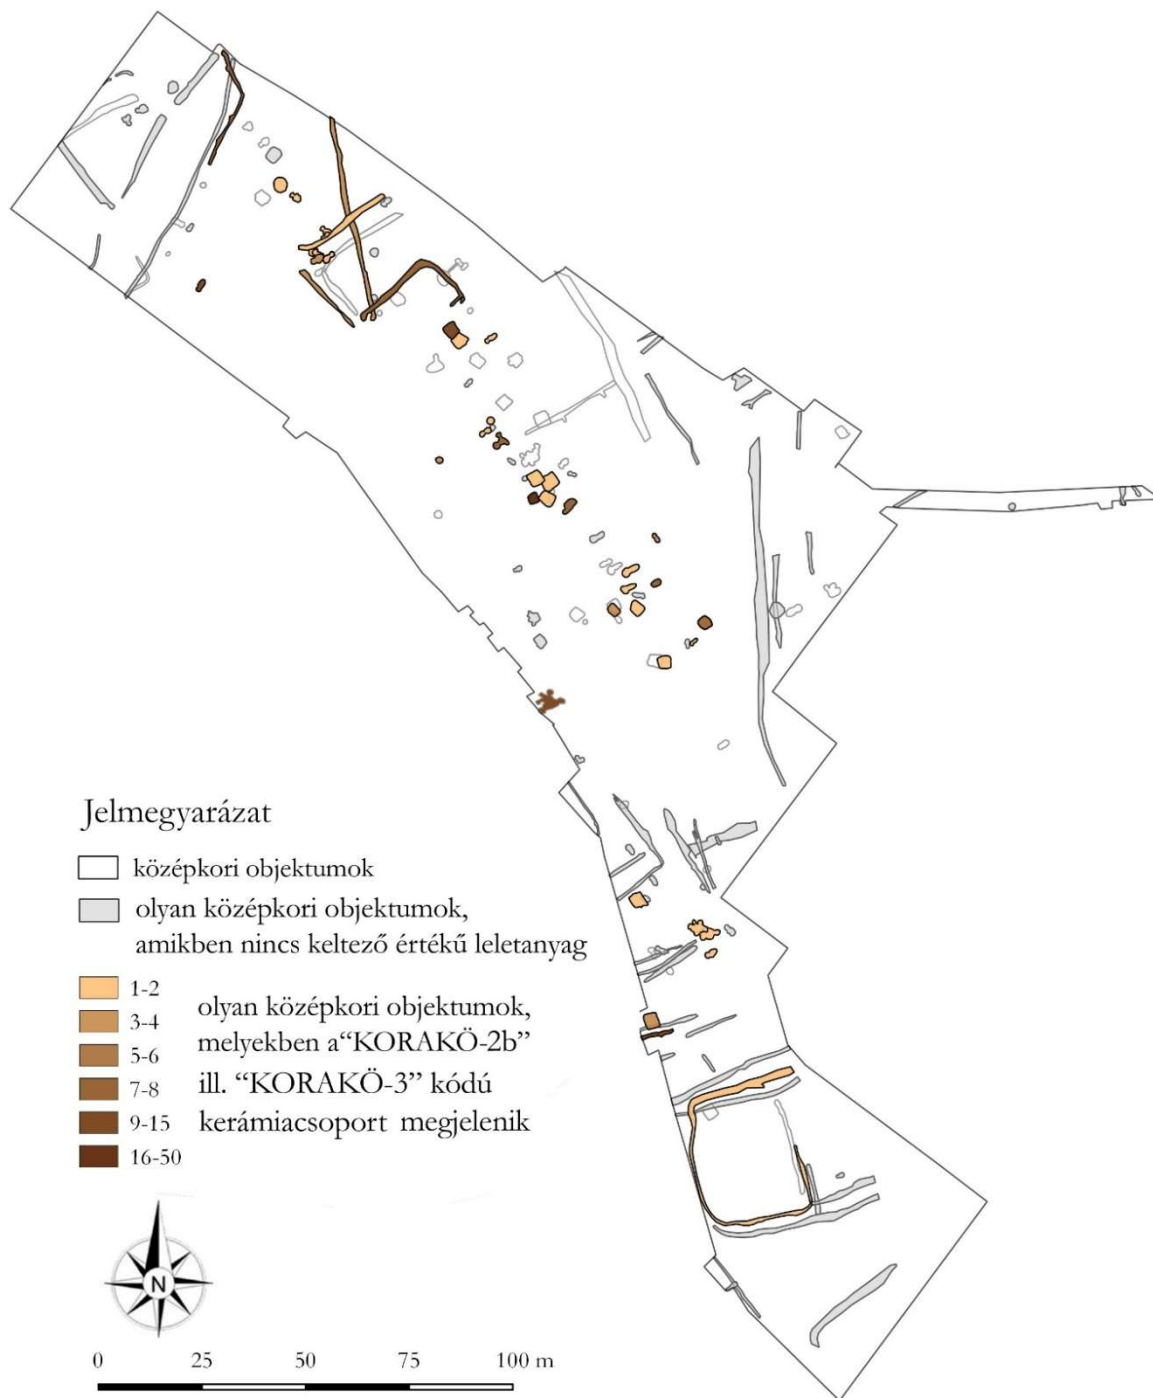 Jelmegyarázat
középkori objektumok
olyan középkori objektumok,
amikben nincs keltező értékű leletanyag
1-2
3-4
5-6
7-8
9-15
16-50
olyan középkori objektumok,
melyekben a“KORAKÖ-2b”
ill. “KORAKÖ-3” kódú
kerámiacsoport megjelenik
N
0 25 50 75 100 m